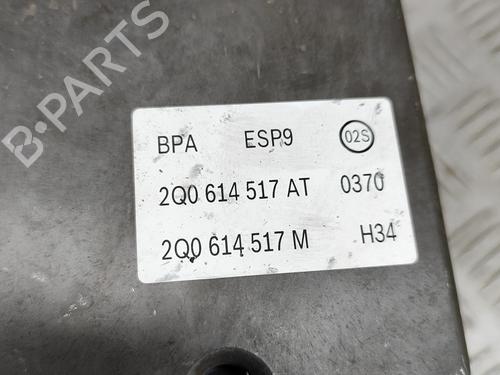 B-PARTS
BPA ESP9 02S
2Q0 614 517 AT 0370
2Q0 614 517 M H34